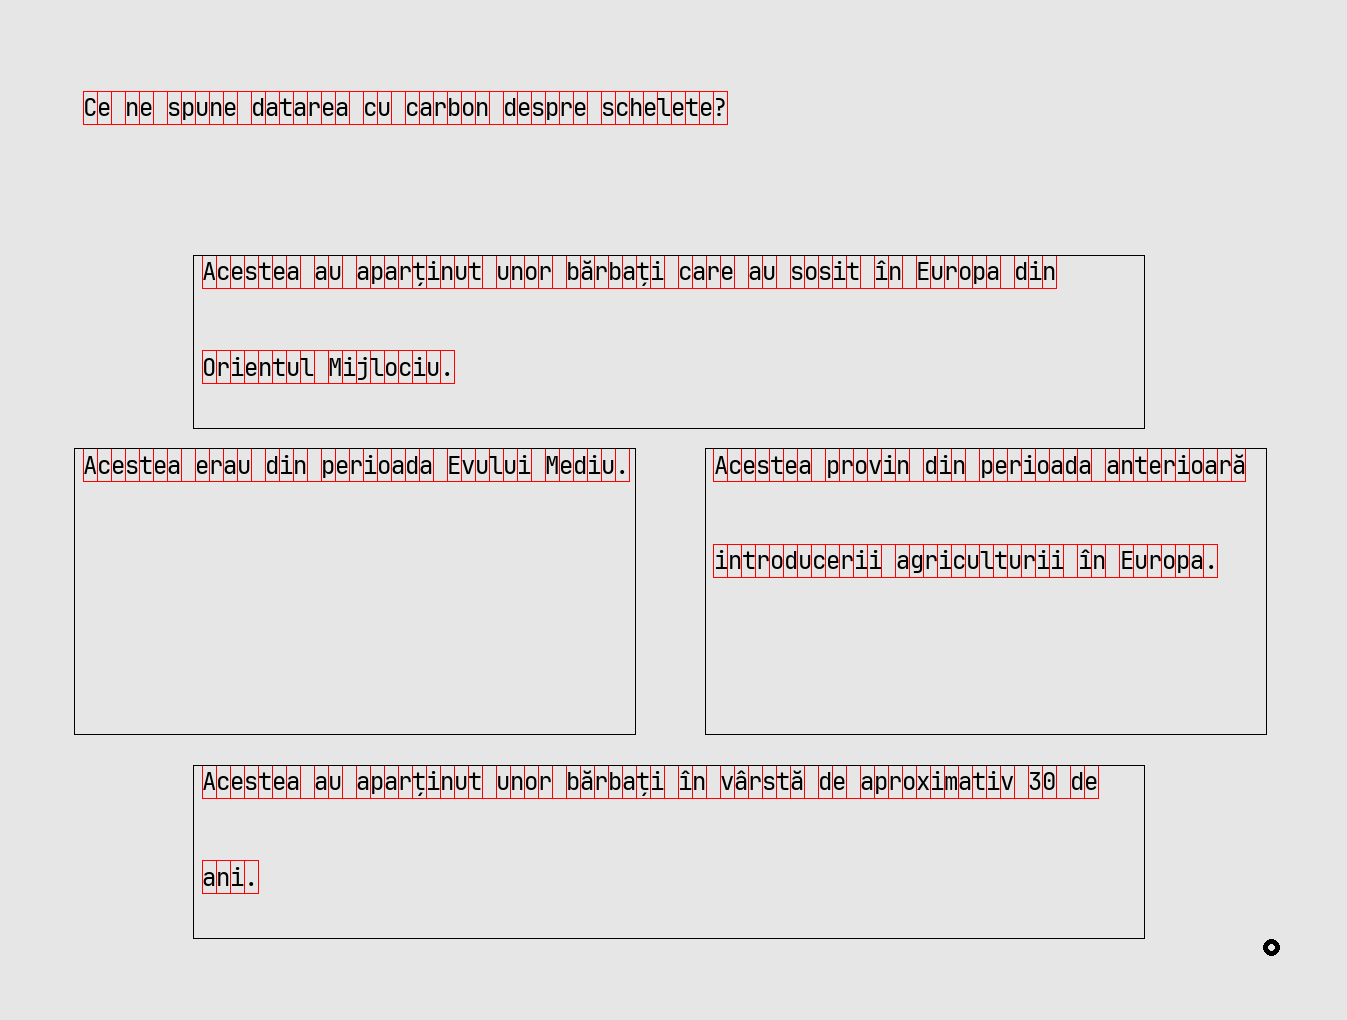 Ce ne spune datarea cu carbon despre schelete?
Acestea au aparținut unor bărbați care au sosit în Europa din
Orientul Mijlociu.
Acestea erau din perioada Evului Mediu.
Acestea provin din perioada anterioară
introducerii agriculturii în Europa.
Acestea au aparținut unor bărbați în vârstă de aproximativ 30 de
ani.